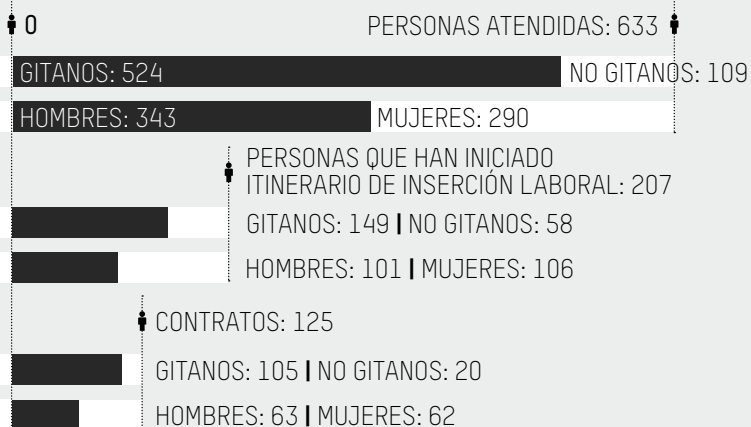 0 PERSONAS ATENDIDAS: 633
GITANOS: 524 NO GITANOS: 109
HOMBRES: 343 MUJERES: 290
PERSONAS QUE HAN INICIADO
ITINERARIO DE INSERCIÓN LABORAL: 207
GITANOS: 149 | NO GITANOS: 58
HOMBRES: 101 | MUJERES: 106
CONTRATOS: 125
GITANOS: 105 | NO GITANOS: 20
HOMBRES: 63 | MUJERES: 62